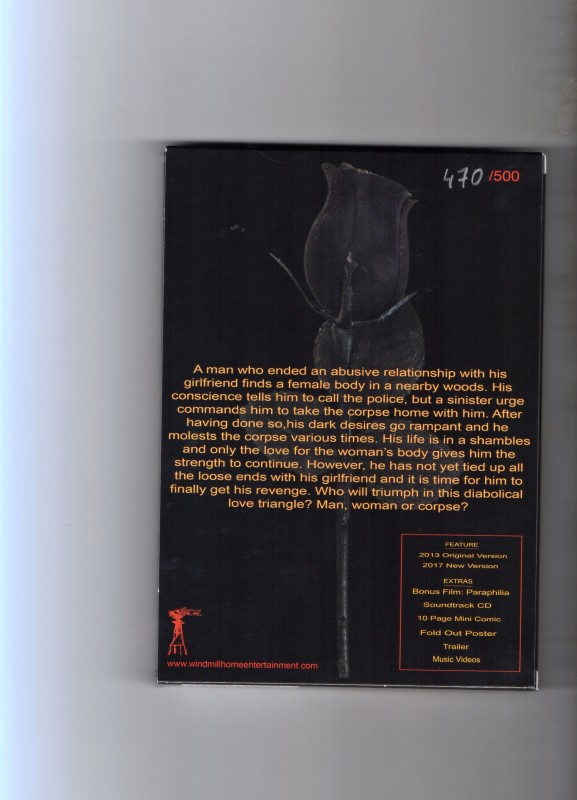 470 /500
A man who ended an abusive relationship with his
girlfriend finds a female body in a nearby woods. His
conscience tells him to call the police, but a sinister urge
commands him to take the corpse home with him. After
having done so,his dark desires go rampant and he
molests the corpse various times. His life is in a shambles
and only the love for the woman's body gives him the
strength to continue. However, he has not yet tied up all
the loose ends with his girlfriend and it is time for him to
finally get his revenge. Who will triumph in this diabolical
love triangle? Man, woman or corpse?
FEATURE
2013 Original Version
2017 New Version
EXTRAS
Bonus Film: Paraphilia
Soundtrack CD
10 Page Mini Comic
Fold Out Poster
Trailer
Music Videos
www.windmillhomeentertainment.com